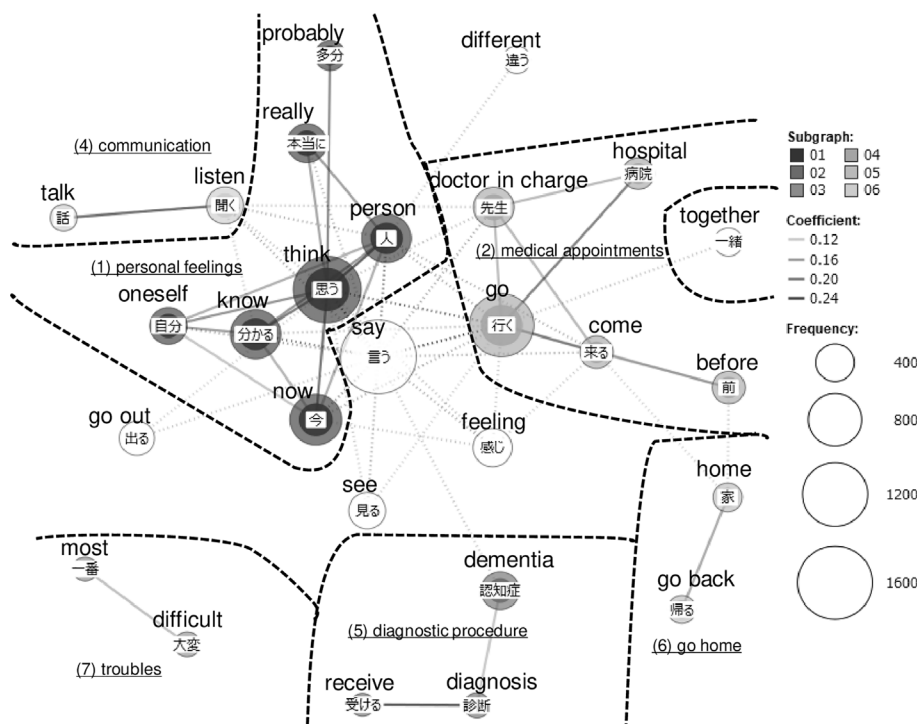 probably
多分
different
違う
really
本当に
(4) communication
hospital
病院
Subgraph:
01
04
02
05
03
06
talk
話
listen
聞く
doctor in charge
先生
person
人
together
一緒
Coefficient:
0.12
0.16
0.20
0.24
(2) medical appointments
think
思う
(1) personal feelings
oneself
自分
know
分かる
say
言う
go
行く
come
来る
before
前
Frequency:
400
800
1200
1600
now
今
go out
出る
feeling
感じ
see
見る
home
家
go back
帰る
(6) go home
most
一番
difficult
大変
(7) troubles
dementia
認知症
(5) diagnostic procedure
receive
受ける
diagnosis
診断